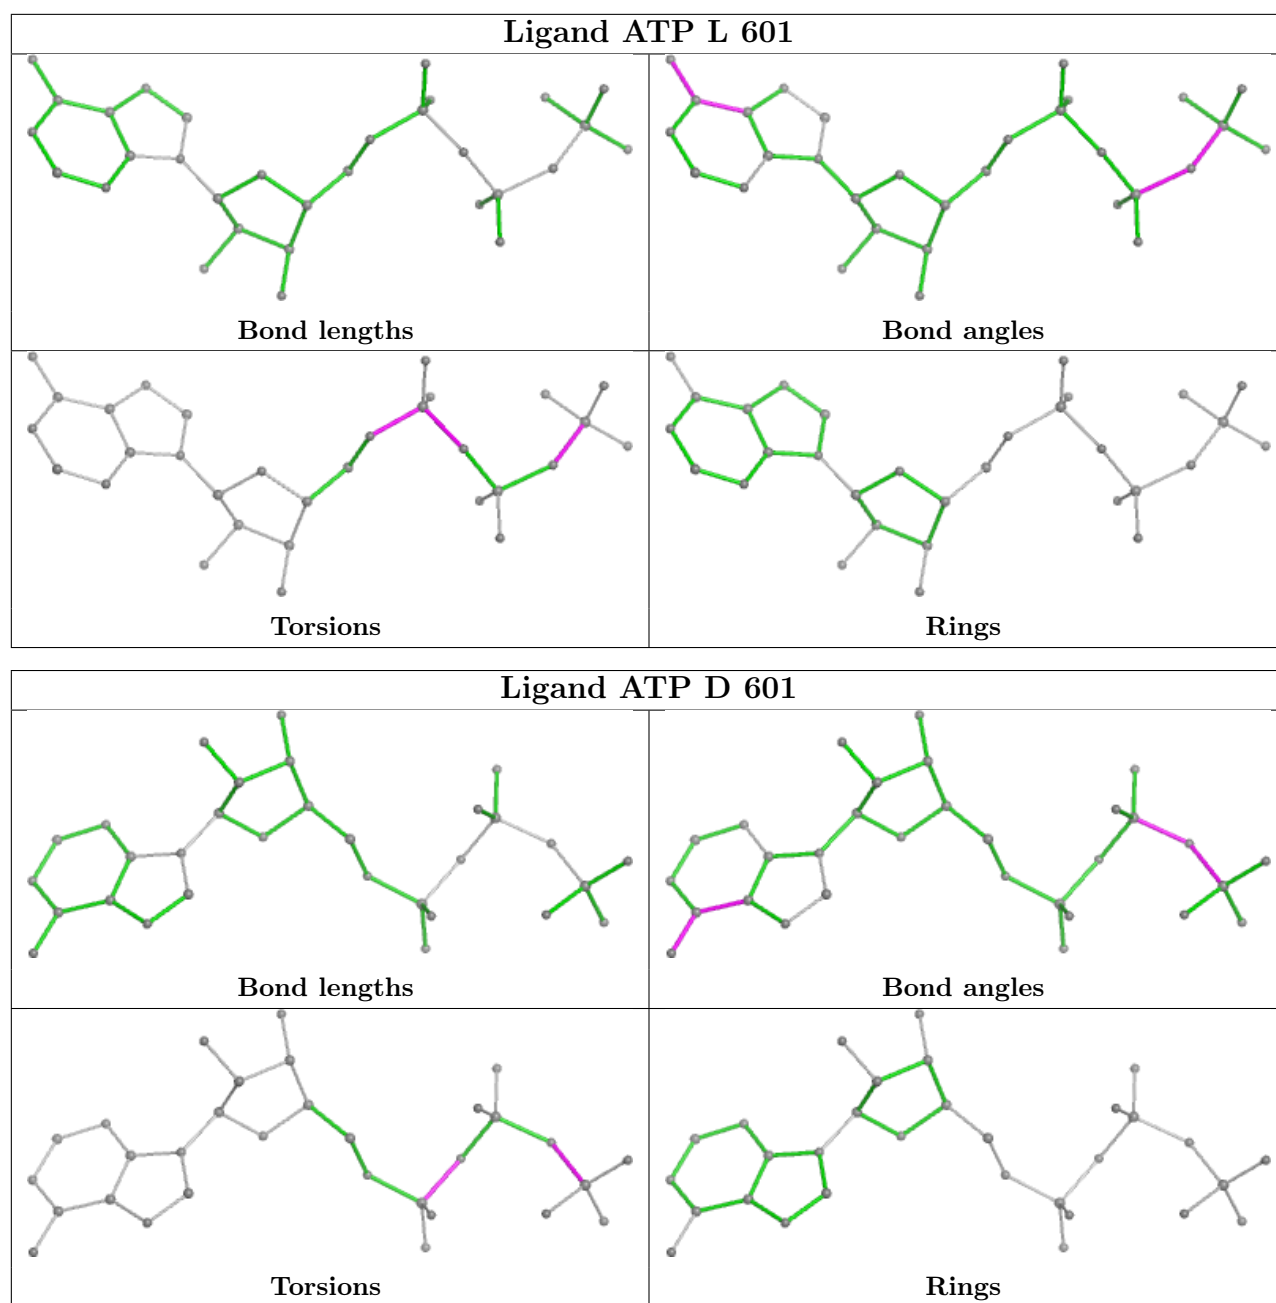 Ligand ATP L 601
Bond lengths
Bond angles
Torsions
Rings
Ligand ATP D 601
Bond lengths
Bond angles
Torsions
Rings